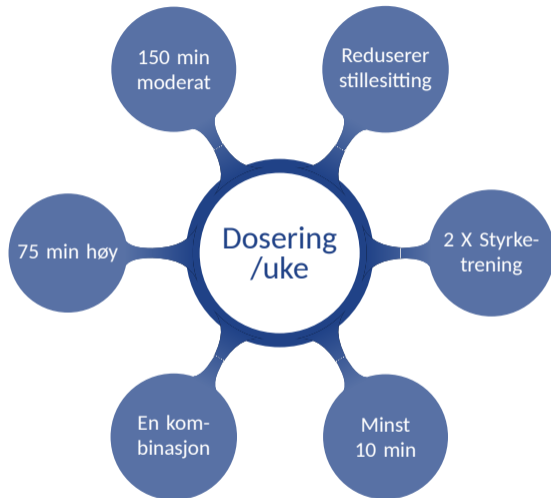 150 min
moderat
Reduserer
stillesitting
75 min høy
Dosering
/uke
2 X Styrke-
trening
En kom-
binasjon
Minst
10 min